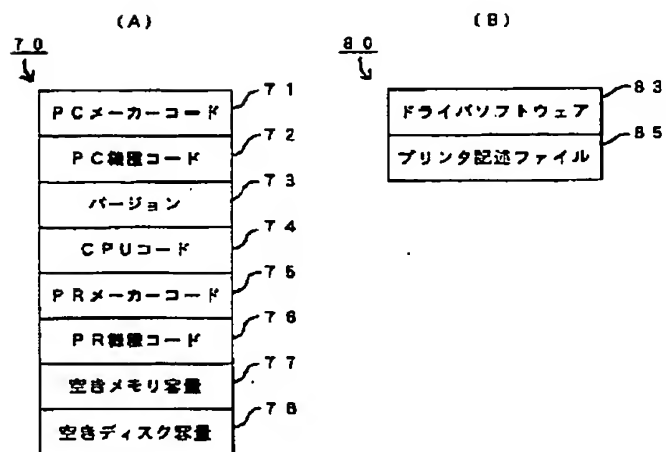 (A)
70
PCメーカーコード 71
PC機種コード 72
バージョン 73
CPUコード 74
PRメーカーコード 75
PR機種コード 76
空きメモリ容量 77
空きディスク容量 78
(B)
80
ドライバソフトウェア 83
プリンタ記述ファイル 85